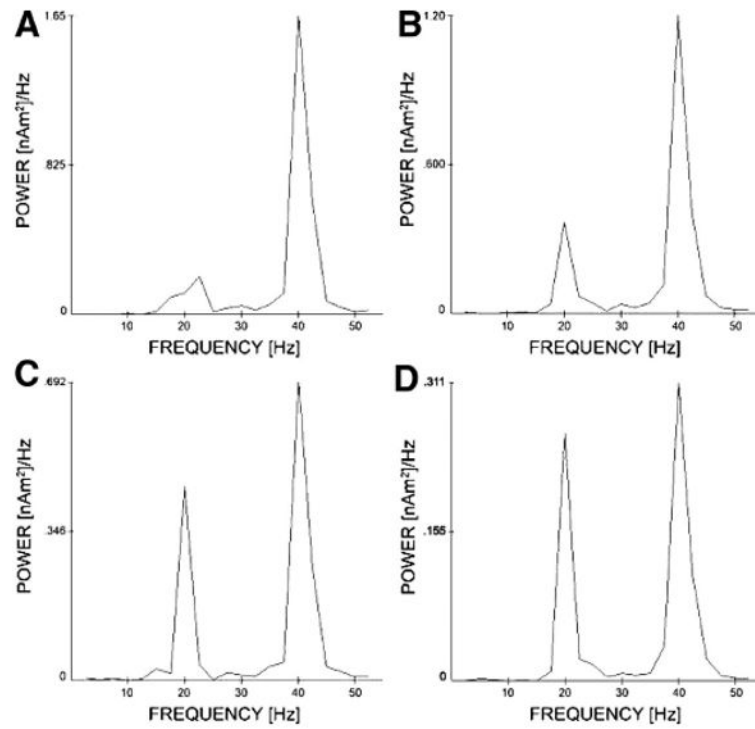 A
POWER [nAm²]/Hz
1.65
825
0
10 20 30 40 50
FREQUENCY [Hz]
B
POWER [nAm²]/Hz
1.20
.600
0
10 20 30 40 50
FREQUENCY [Hz]
C
POWER [nAm²]/Hz
.692
.346
0
10 20 30 40 50
FREQUENCY [Hz]
D
POWER [nAm²]/Hz
.311
.155
0
10 20 30 40 50
FREQUENCY [Hz]